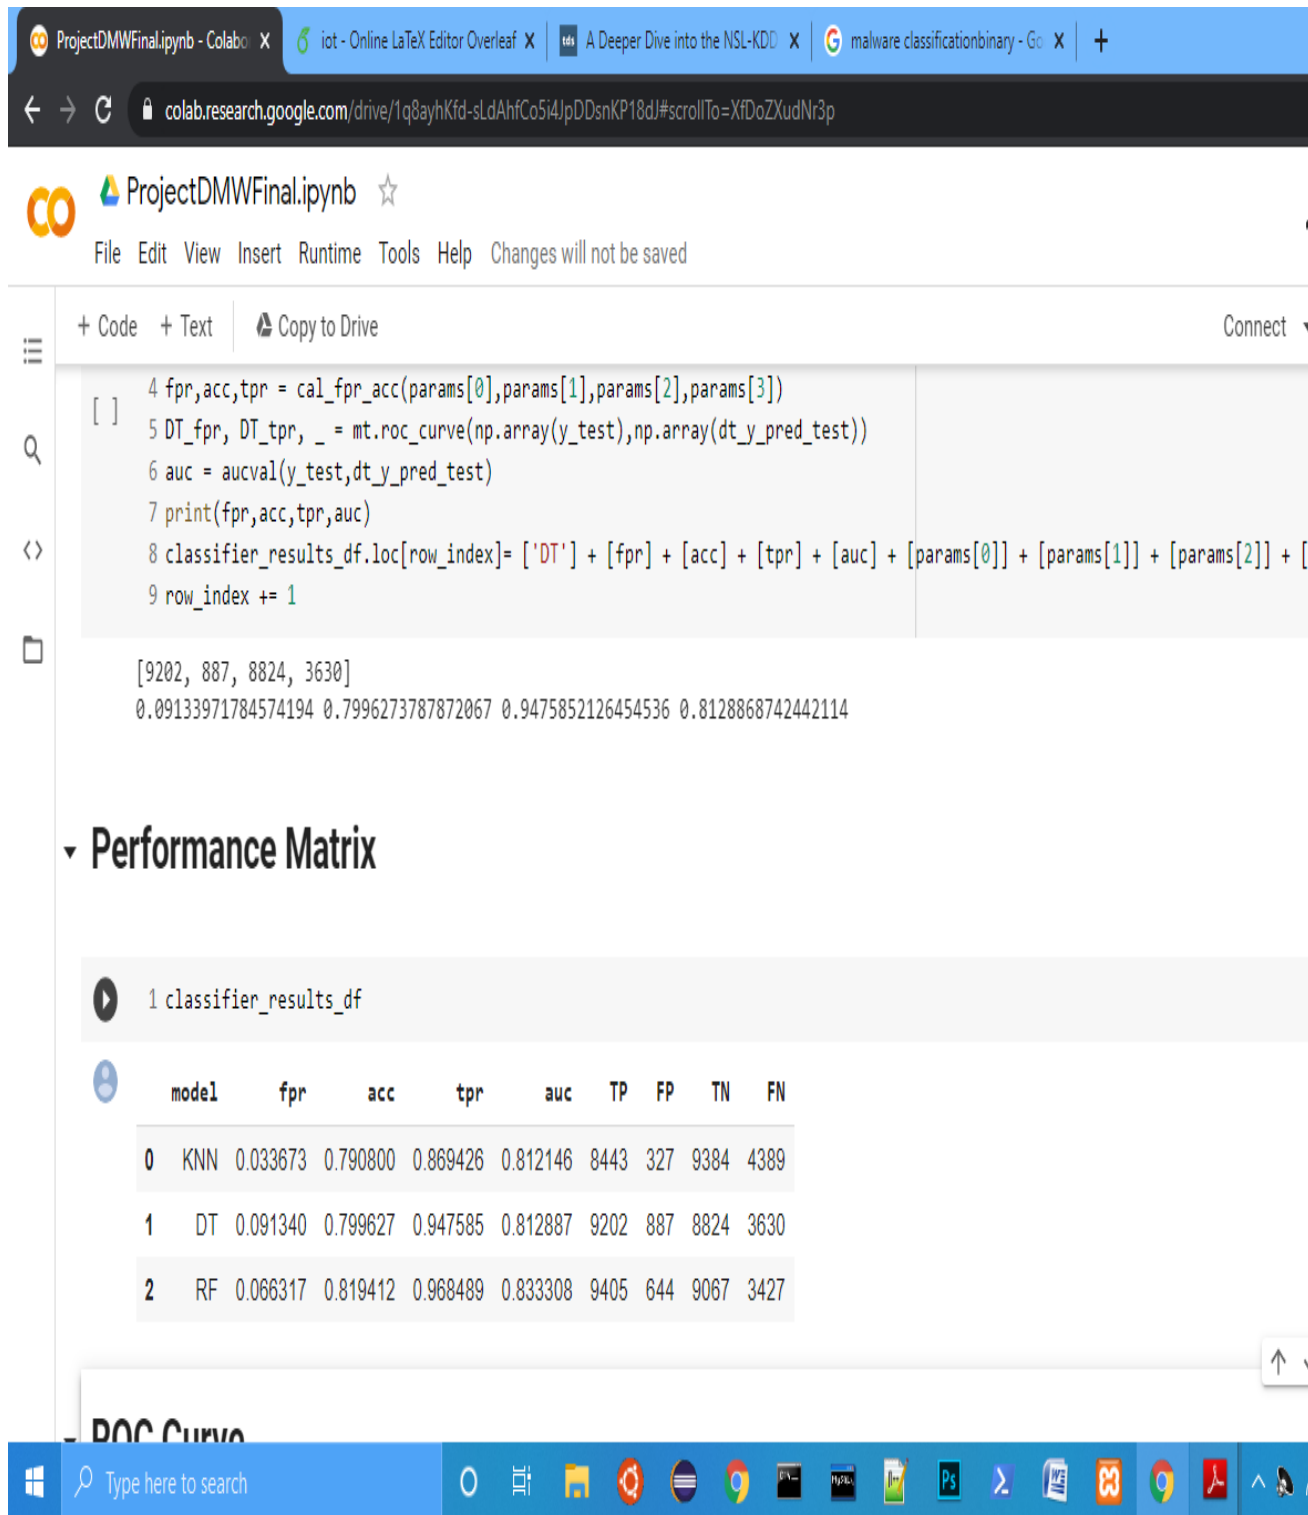 ProjectDMWFinal.ipynb - Colabo
iot - Online LaTeX Editor Overleaf
A Deeper Dive into the NSL-KDD
malware classificationbinary - Go
colab.research.google.com/drive/1q8ayhKfd-sLdAhfCo5i4JpDDsnKP18dJ#scrollTo=XfDoZXudNr3p
ProjectDMWFinal.ipynb
File Edit View Insert Runtime Tools Help Changes will not be saved
+ Code + Text Copy to Drive Connect
[ ]
4 fpr,acc,tpr = cal_fpr_acc(params[0],params[1],params[2],params[3])
5 DT_fpr, DT_tpr, _ = mt.roc_curve(np.array(y_test),np.array(dt_y_pred_test))
6 auc = aucval(y_test,dt_y_pred_test)
7 print(fpr,acc,tpr,auc)
8 classifier_results_df.loc[row_index]= ['DT'] + [fpr] + [acc] + [tpr] + [auc] + [params[0]] + [params[1]] + [params[2]] + [
9 row_index += 1
[9202, 887, 8824, 3630]
0.09133971784574194 0.7996273787872067 0.9475852126454536 0.8128868742442114
Performance Matrix
1 classifier_results_df
model fpr acc tpr auc TP FP TN FN
0 KNN 0.033673 0.790800 0.869426 0.812146 8443 327 9384 4389
1 DT 0.091340 0.799627 0.947585 0.812887 9202 887 8824 3630
2 RF 0.066317 0.819412 0.968489 0.833308 9405 644 9067 3427
ROC Curve
Type here to search